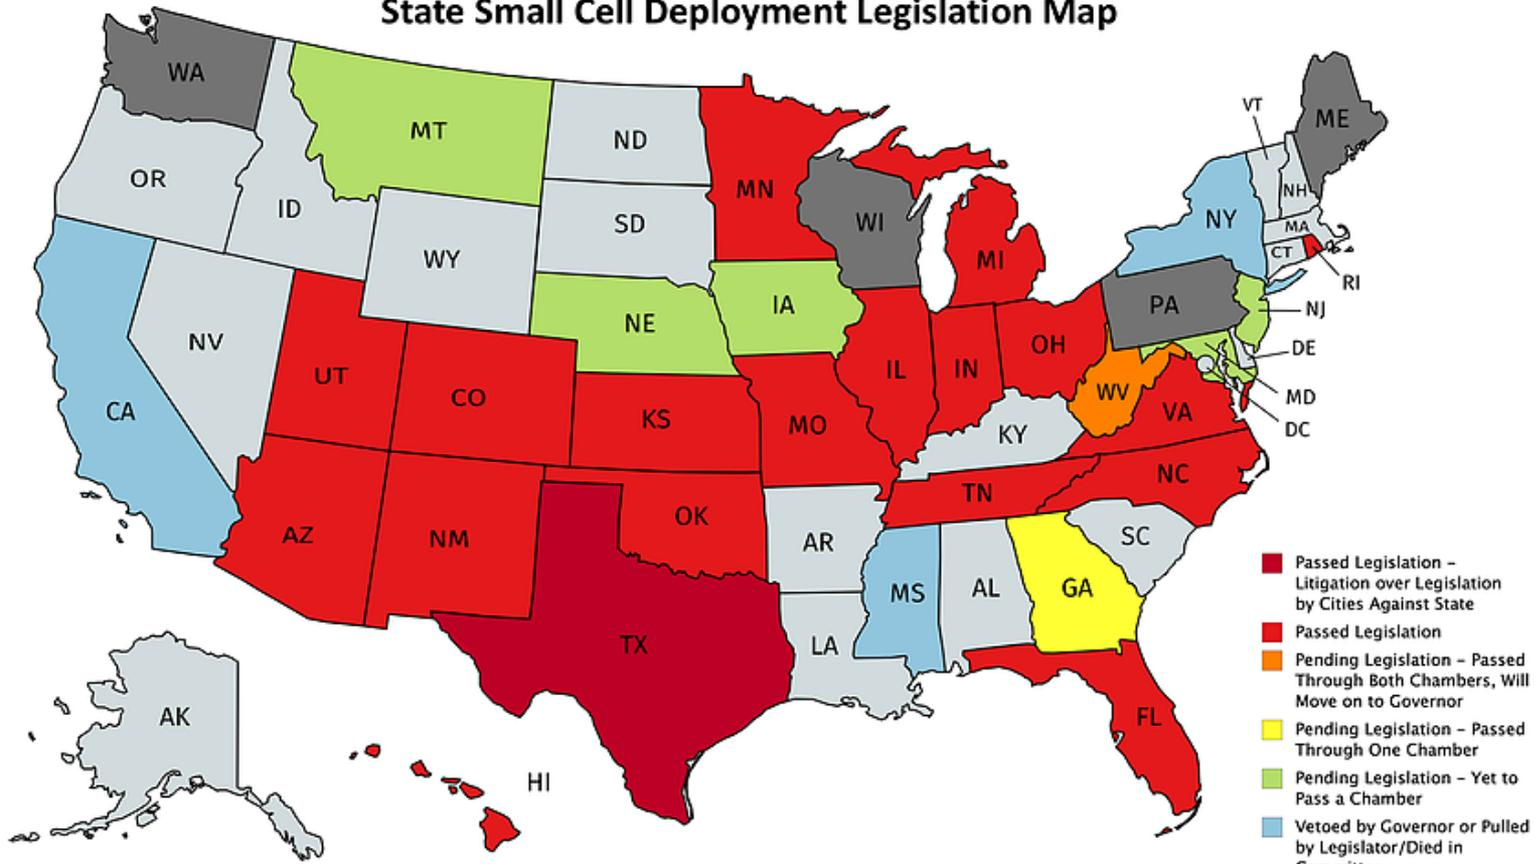 State Small Cell Deployment Legislation Map
WA
MT
ND
MN
ME
VT
OR
ID
SD
WI
NH
NY
MA
WY
MI
CT
RI
IA
PA
NJ
NE
NV
OH
DE
UT
CO
IL
IN
WV
MD
CA
KS
MO
VA
DC
KY
NC
TN
AZ
NM
OK
AR
SC
MS
AL
GA
TX
LA
AK
HI
FL
Passed Legislation –
Litigation over Legislation
by Cities Against State
Passed Legislation
Pending Legislation – Passed
Through Both Chambers, Will
Move on to Governor
Pending Legislation – Passed
Through One Chamber
Pending Legislation – Yet to
Pass a Chamber
Vetoed by Governor or Pulled
by Legislator/Died in